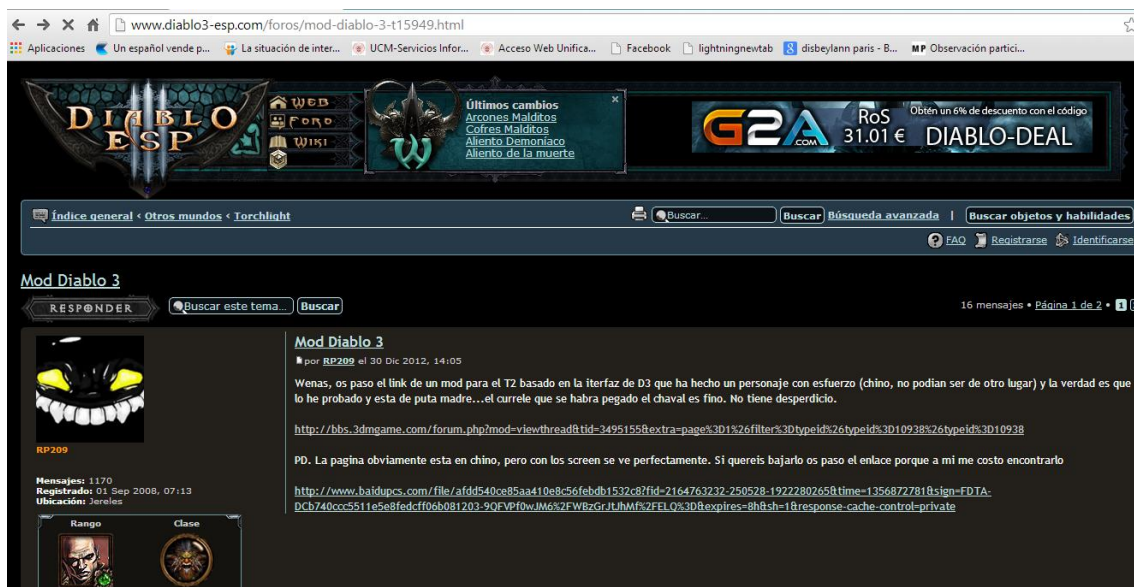 www.diablo3-esp.com/foros/mod-diablo-3-t15949.html
Aplicaciones Un español vende p... La situación de inter... UCM-Servicios Infor... Acceso Web Unifica... Facebook lightningnewtab disbeylann paris - B... MP Observación partici...
DIABLO ESP
WEB
FORO
WIKI
Últimos cambios
Arcones Malditos
Cofres Malditos
Aliento Demoníaco
Aliento de la muerte
G2A.COM
RoS
31.01 €
Obtén un 6% de descuento con el código
DIABLO-DEAL
Índice general ‹ Otros mundos ‹ Torchlight Buscar... Buscar Búsqueda avanzada | Buscar objetos y habilidades
FAQ Registrarse Identificarse
Mod Diablo 3
RESPONDER Buscar este tema... Buscar 16 mensajes • Página 1 de 2 • 1
Mod Diablo 3
por RP209 el 30 Dic 2012, 14:05
Wenas, os paso el link de un mod para el T2 basado en la iterfaz de D3 que ha hecho un personaje con esfuerzo (chino, no podian ser de otro lugar) y la verdad es que
lo he probado y esta de puta madre...el currele que se habra pegado el chaval es fino. No tiene desperdicio.
http://bbs.3dmgame.com/forum.php?mod=viewthread&tid=3495155&extra=page%3D1%26filter%3Dtypeid%26typeid%3D10938%26typeid%3D10938
PD. La pagina obviamente esta en chino, pero con los screen se ve perfectamente. Si quereis bajarlo os paso el enlace porque a mi me costo encontrarlo
http://www.baidupcs.com/file/afdd540ce85aa410e8c56febdb1532c8?fid=2164763232-250528-1922280265&time=1356872781&sign=FDTA-
DCb740ccc5511e5e8fedcff06b081203-9QFVPf0wJM6%2FWBzGrJtJhMf%2FELQ%3D&expires=8h&sh=1&response-cache-control=private
RP209
Mensajes: 1170
Registrado: 01 Sep 2008, 07:13
Ubicación: Jereles
Rango Clase